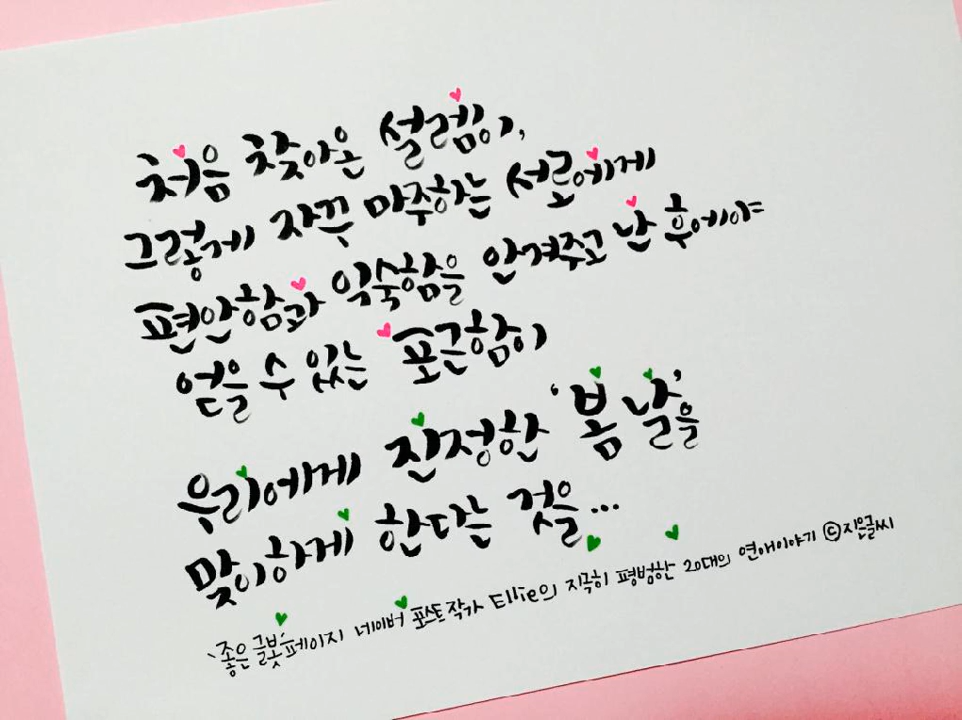 처음 찾아온 설레임이,
그렇게 자꾸 마주하는 서로에게
편안함과 익숙함을 안겨주고 난 후에야
얻을 수 있는 포근함이
우리에게 진정한 '봄날'을
맞이하게 한다는 것을...
'좋은글봇'페이지 네이버 포스트작가 Ellie의 지극히 평범한 20대의 연애이야기 ©지은글씨